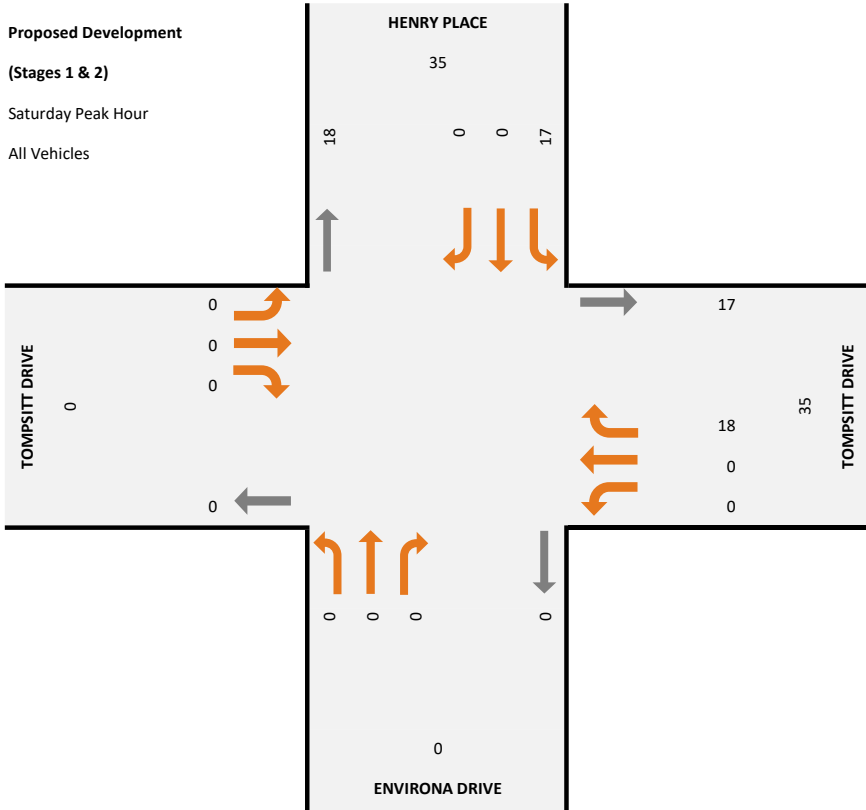 Proposed Development
(Stages 1 & 2)
Saturday Peak Hour
All Vehicles
HENRY PLACE
35
18
0
0
17
0
0
0
0
TOMPSITT DRIVE
0
17
18
0
0
35
TOMPSITT DRIVE
0
0
0
0
0
ENVIRONA DRIVE